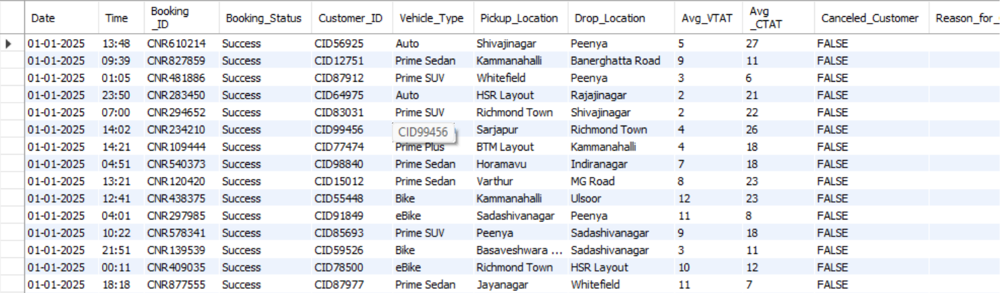 Date Time Booking _ID Booking_Status Customer_ID Vehicle_Type Pickup_Location Drop_Location Avg_VTAT Avg _CTAT Canceled_Customer Reason_for_
01-01-2025 13:48 CNR610214 Success CID56925 Auto Shivajinagar Peenya 5 27 FALSE
01-01-2025 09:39 CNR827859 Success CID12751 Prime Sedan Kammanahalli Banerghatta Road 9 11 FALSE
01-01-2025 01:05 CNR481886 Success CID87912 Prime SUV Whitefield Peenya 3 6 FALSE
01-01-2025 23:50 CNR283450 Success CID64975 Auto HSR Layout Rajajinagar 2 21 FALSE
01-01-2025 07:00 CNR294652 Success CID83031 Prime SUV Richmond Town Shivajinagar 2 22 FALSE
01-01-2025 14:02 CNR234210 Success CID99456 CID99456 Sarjapur Richmond Town 4 26 FALSE
01-01-2025 14:21 CNR109444 Success CID77474 Prime Plus BTM Layout Kammanahalli 4 18 FALSE
01-01-2025 04:51 CNR540373 Success CID98840 Prime Sedan Horamavu Indiranagar 7 18 FALSE
01-01-2025 13:21 CNR120420 Success CID15012 Prime Sedan Varthur MG Road 8 23 FALSE
01-01-2025 12:41 CNR438375 Success CID55448 Bike Kammanahalli Ulsoor 12 23 FALSE
01-01-2025 04:01 CNR297985 Success CID91849 eBike Sadashivanagar Peenya 11 8 FALSE
01-01-2025 10:22 CNR578341 Success CID85693 Prime SUV Peenya Sadashivanagar 9 18 FALSE
01-01-2025 21:51 CNR139539 Success CID59526 Bike Basaveshwara ... Sadashivanagar 3 11 FALSE
01-01-2025 00:11 CNR409035 Success CID78500 eBike Richmond Town HSR Layout 10 12 FALSE
01-01-2025 18:18 CNR877555 Success CID87977 Prime Sedan Jayanagar Whitefield 11 7 FALSE